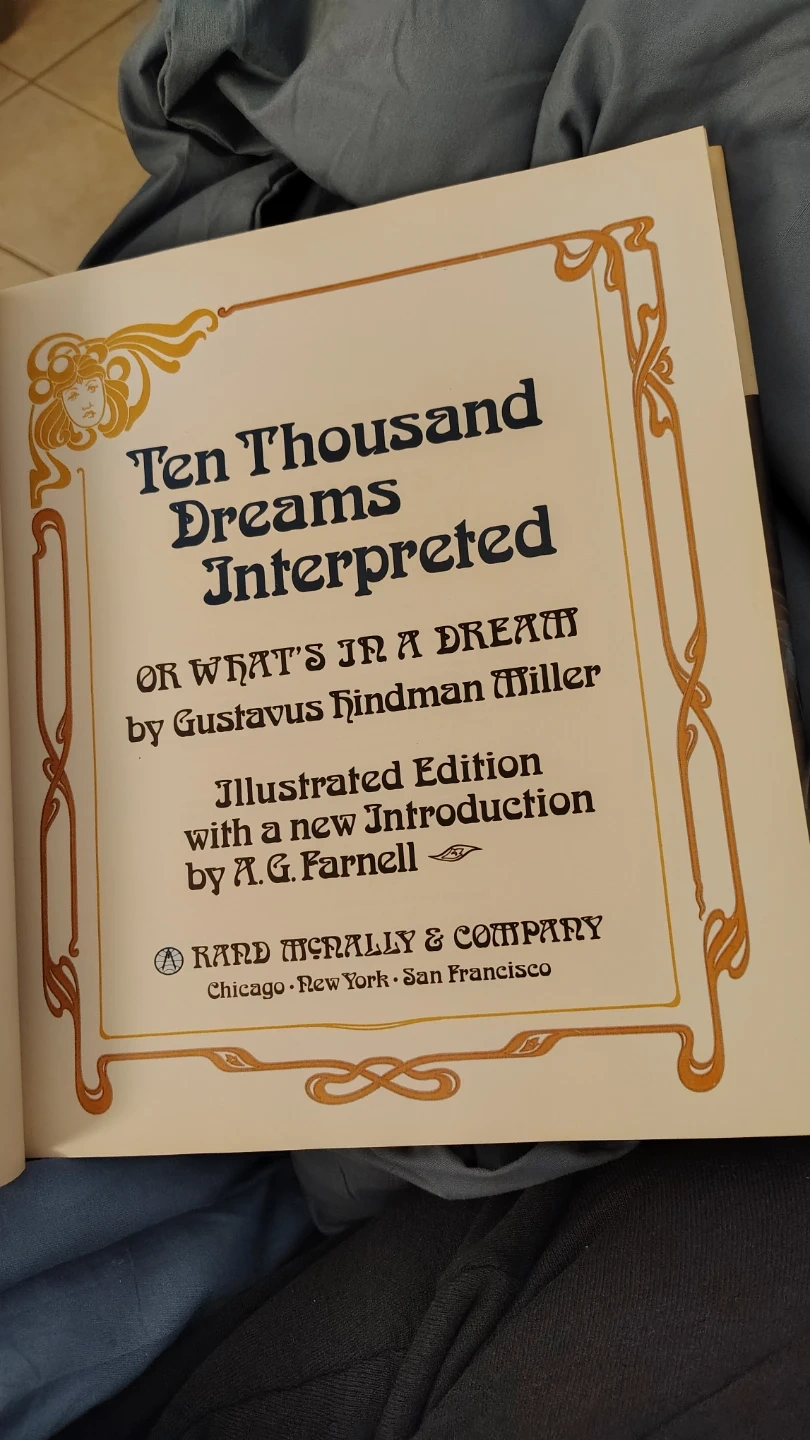 Ten Thousand
Dreams
Interpreted
OR WHAT'S IN A DREAM
by Gustavus Hindman Miller
Illustrated Edition
with a new Introduction
by A.G. Farnell
RAND McNALLY & COMPANY
Chicago · New York · San Francisco